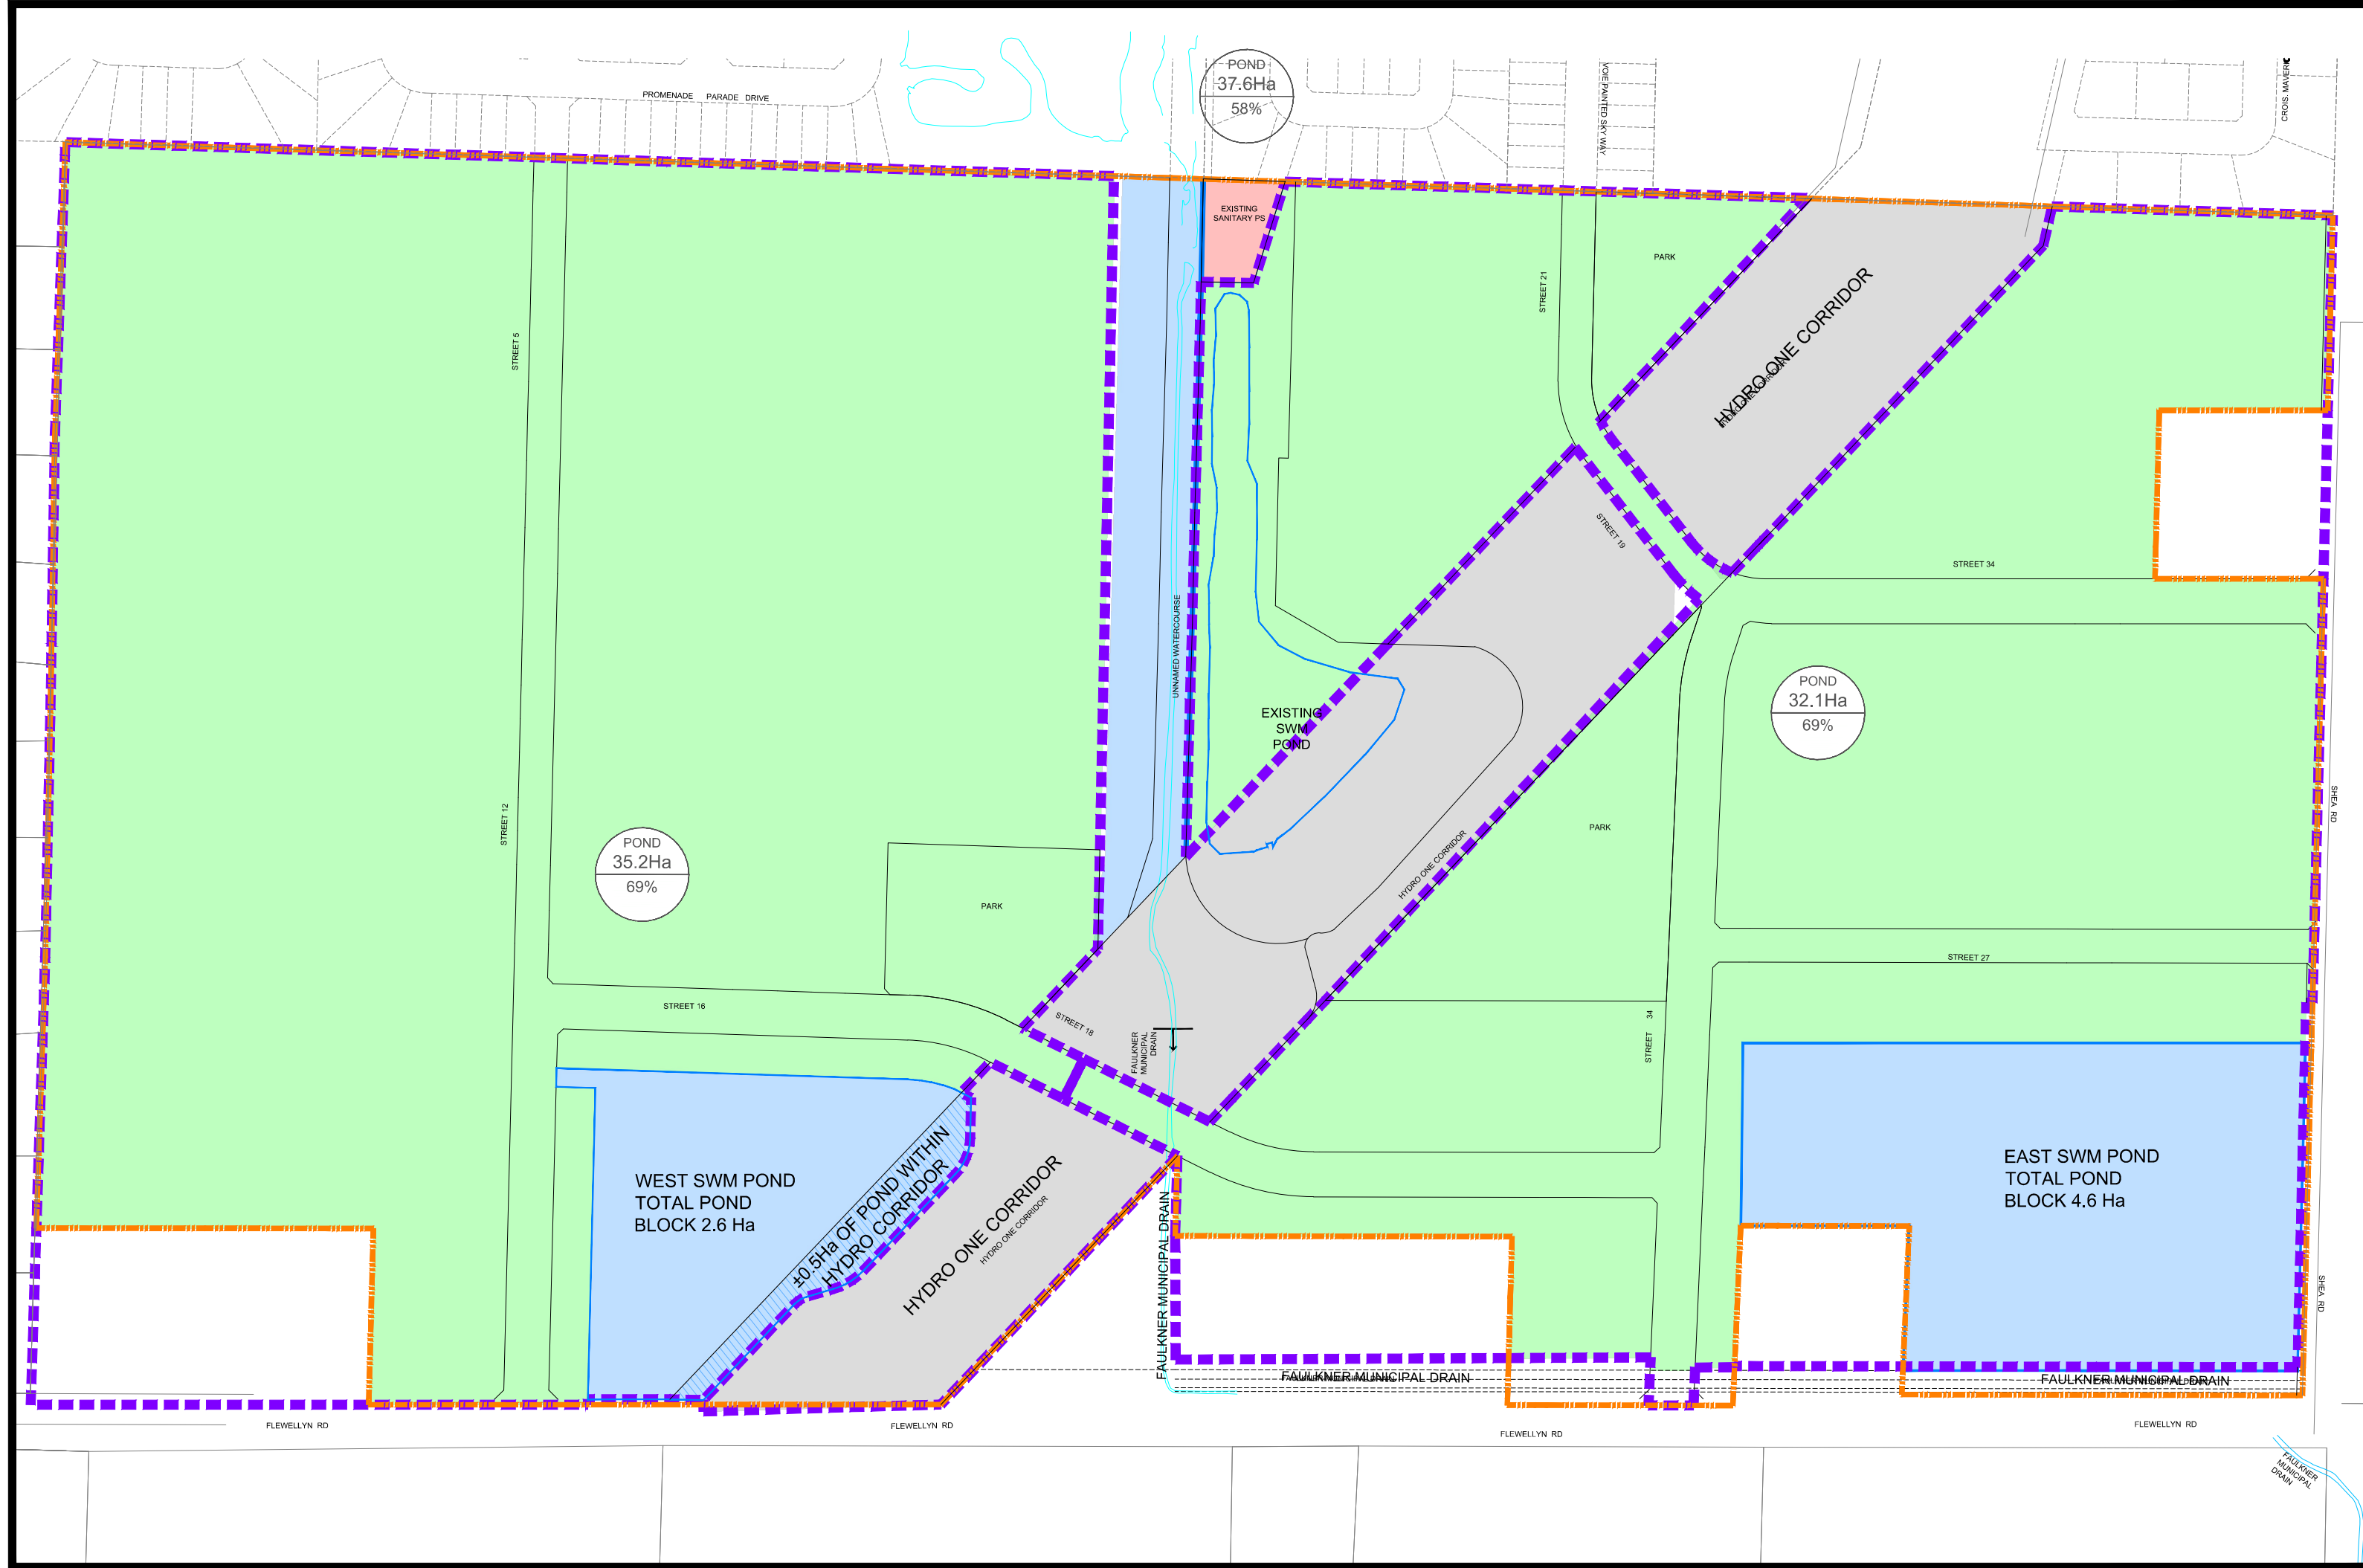 PROMENADE PARADE DRIVE
POND
37.6Ha
58%
VOIE PAINTED SKY WAY
EXISTING
SANITARY PS
STREET 5
STREET 21
PARK
HYDRO ONE CORRIDOR
HYDRO ONE CORRIDOR
STREET 19
STREET 34
UNNAMED WATERCOURSE
EXISTING
SWM
POND
POND
32.1Ha
69%
SHEA RD
STREET 12
POND
35.2Ha
69%
PARK
PARK
HYDRO ONE CORRIDOR
STREET 27
STREET 16
STREET 18
FAULKNER
MUNICIPAL
DRAIN
STREET 34
WEST SWM POND
TOTAL POND
BLOCK 2.6 Ha
±0.5Ha OF POND WITHIN
HYDRO CORRIDOR
HYDRO ONE CORRIDOR
HYDRO ONE CORRIDOR
FAULKNER MUNICIPAL DRAIN
EAST SWM POND
TOTAL POND
BLOCK 4.6 Ha
SHEA RD
FAULKNER MUNICIPAL DRAIN
FAULKNER MUNICIPAL DRAIN
FLEWELLYN RD
FLEWELLYN RD
FLEWELLYN RD
FLEWELLYN RD
FAULKNER
MUNICIPAL
DRAIN